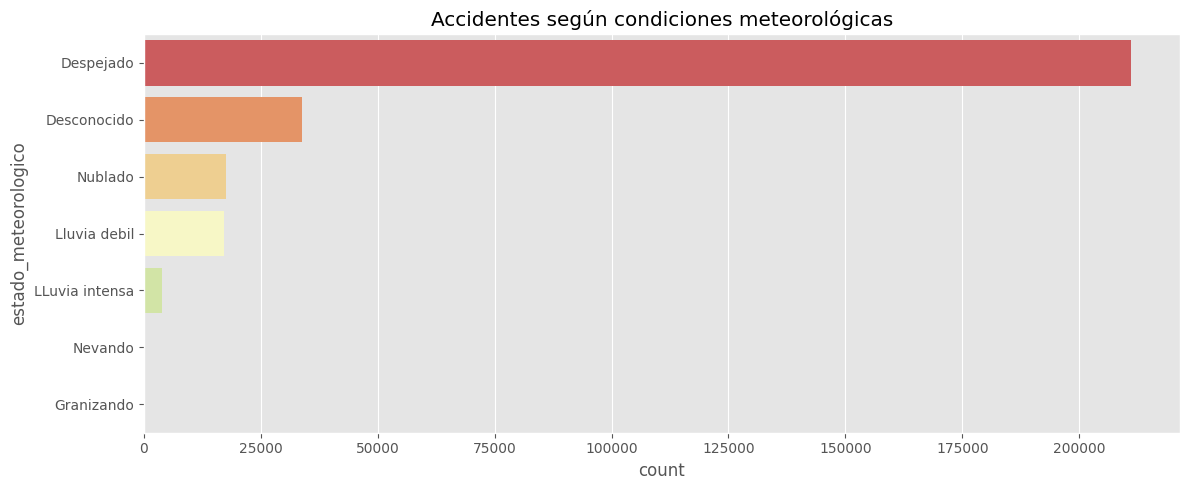 Accidentes según condiciones meteorológicas
estado_meteorologico
Despejado
Desconocido
Nublado
Lluvia debil
LLuvia intensa
Nevando
Granizando
0 25000 50000 75000 100000 125000 150000 175000 200000
count